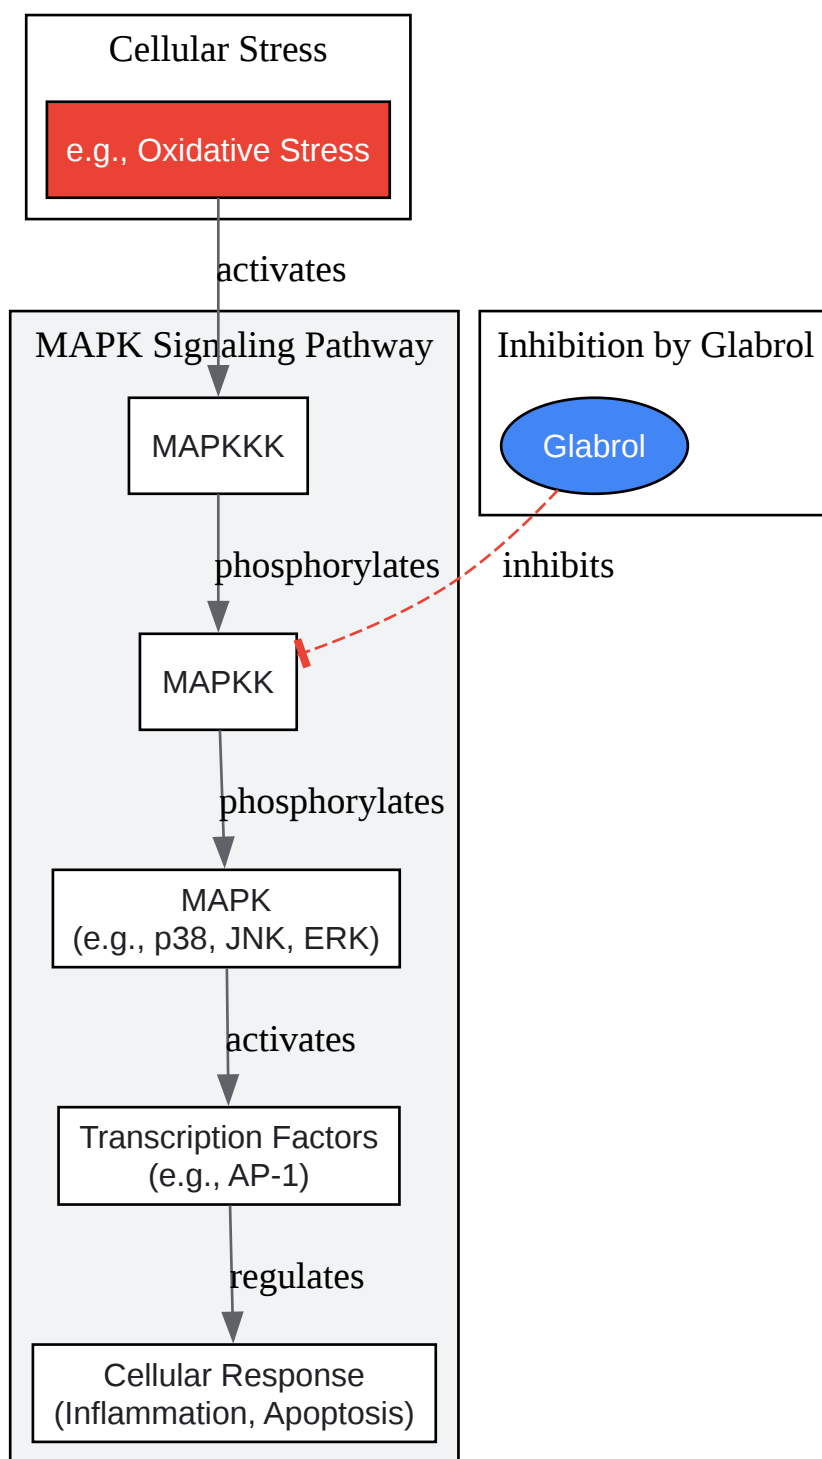 Cellular Stress
e.g., Oxidative Stress
activates
MAPK Signaling Pathway
Inhibition by Glabrol
MAPKKK
Glabrol
phosphorylates
inhibits
MAPKK
phosphorylates
MAPK
(e.g., p38, JNK, ERK)
activates
Transcription Factors
(e.g., AP-1)
regulates
Cellular Response
(Inflammation, Apoptosis)